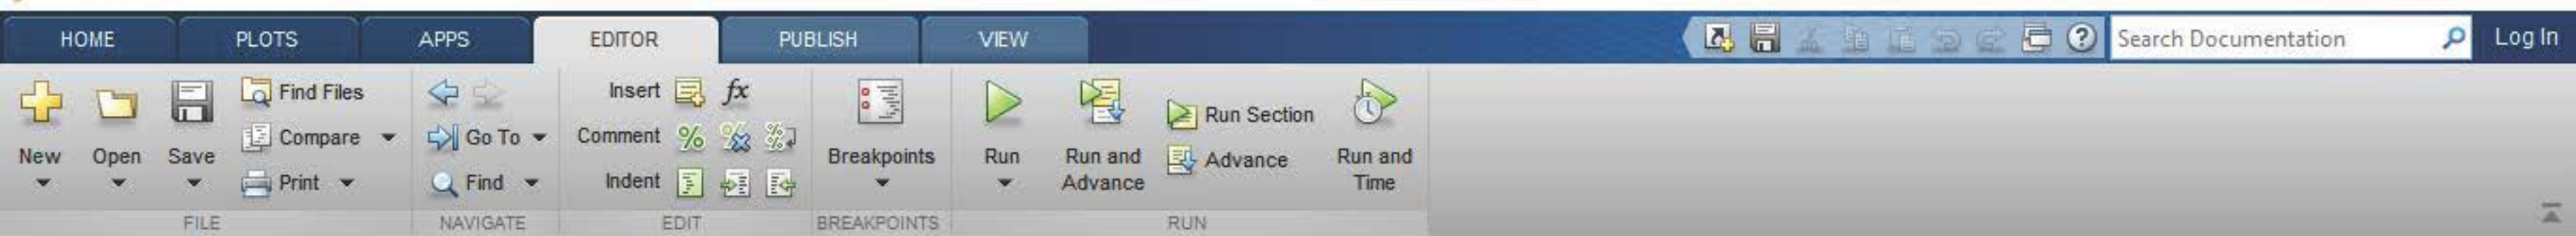 HOME PLOTS APPS EDITOR PUBLISH VIEW Search Documentation Log In
Find Files Insert fx
Compare Go To Comment Run Section
New Open Save Breakpoints Run Run and Advance Advance Run and Time
Print Find Indent
FILE NAVIGATE EDIT BREAKPOINTS RUN